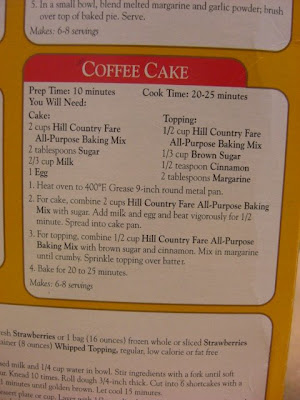 3. In a small bowl, blend melted margarine and garlic powder; brush
over top of baked pie. Serve.
Makes: 6-8 servings
COFFEE CAKE
Prep Time: 10 minutes Cook Time: 20-25 minutes
You Will Need:
Cake:
2 cups Hill Country Fare
All-Purpose Baking Mix
2 tablespoons Sugar
2/3 cup Milk
1 Egg
Topping:
1/2 cup Hill Country Fare
All-Purpose Baking Mix
1/3 cup Brown Sugar
1/2 teaspoon Cinnamon
2 tablespoons Margarine
1. Heat oven to 400°F. Grease 9-inch round metal pan.
2. For cake, combine 2 cups Hill Country Fare All-Purpose Baking
Mix with sugar. Add milk and egg and beat vigorously for 1/2
minute. Spread into cake pan.
3. For topping, combine 1/2 cup Hill Country Fare All-Purpose
Baking Mix with brown sugar and cinnamon. Mix in margarine
until crumbly. Sprinkle topping over batter.
4. Bake for 20 to 25 minutes.
Makes: 6-8 servings
Strawberries or 1 bag (16 ounces) frozen whole or sliced Strawberries
(8 ounces) Whipped Topping, regular, low calorie or fat free
milk and 1/4 cup water in bowl. Stir ingredients with a fork until soft
Knead 10 times. Roll dough 3/4-inch thick. Cut into 8 shortcakes with a
minutes until golden brown. Let cool 15 minutes
plate or cup. Layer with